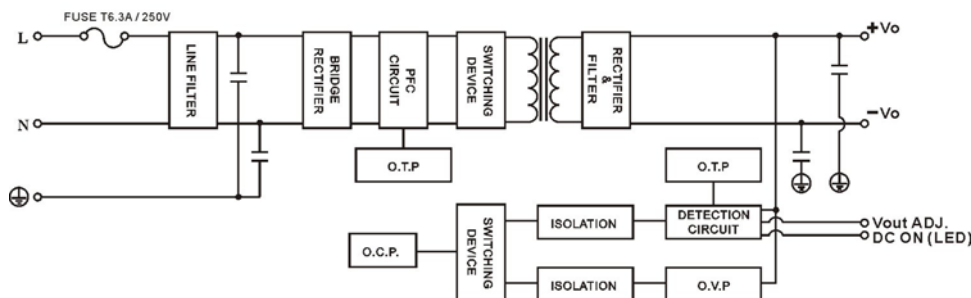 FUSE T6.3A / 250V
L
N
LINE FILTER
BRIDGE
RECTIFIER
PFC
CIRCUIT
SWITCHING
DEVICE
RECTIFIER
&
FILTER
+Vo
−Vo
O.T.P
O.T.P
O.C.P.
SWITCHING
DEVICE
ISOLATION
DETECTION
CIRCUIT
Vout ADJ.
DC ON (LED)
ISOLATION
O.V.P